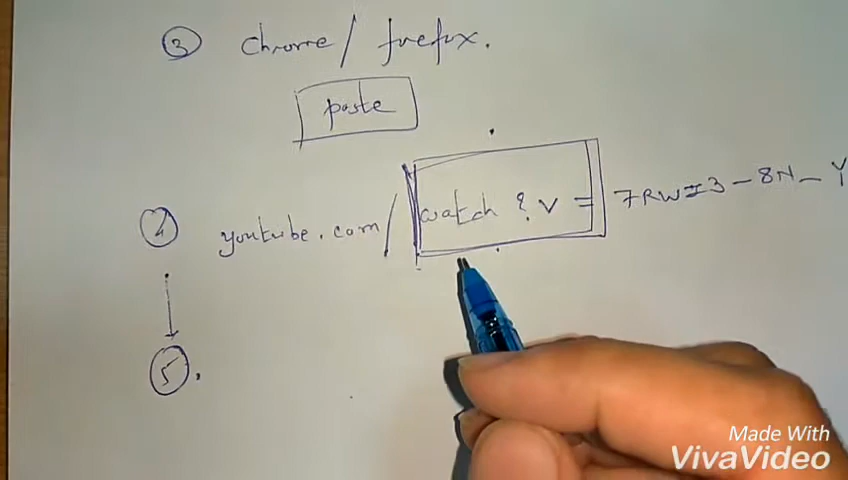 3 chrome / firefox.
paste
4 youtube.com/watch?v=7RWI3-8N_Y
5.
Made With
VivaVideo